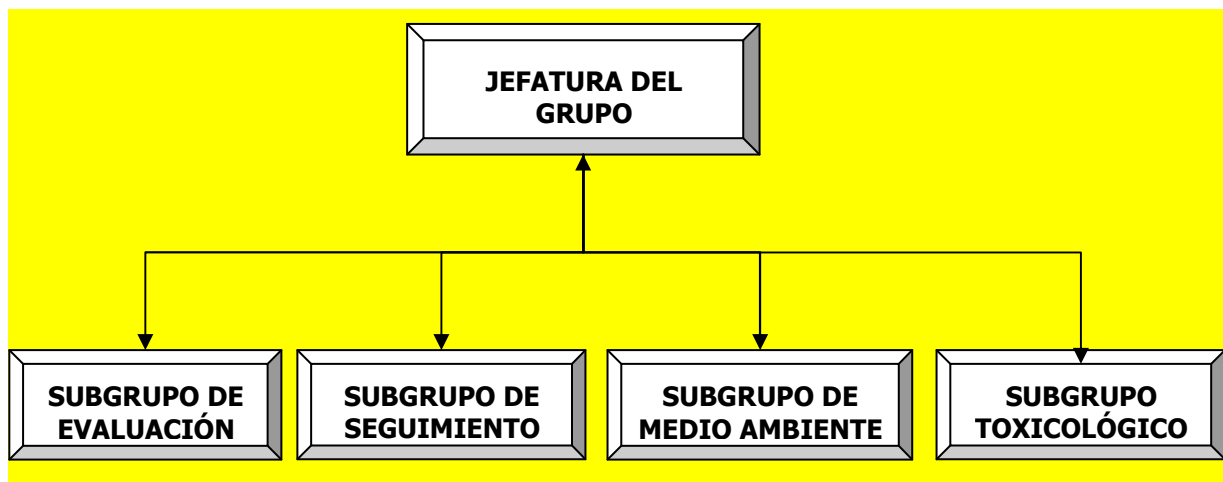 JEFATURA DEL
GRUPO
SUBGRUPO DE
EVALUACIÓN
SUBGRUPO DE
SEGUIMIENTO
SUBGRUPO DE
MEDIO AMBIENTE
SUBGRUPO
TOXICOLÓGICO